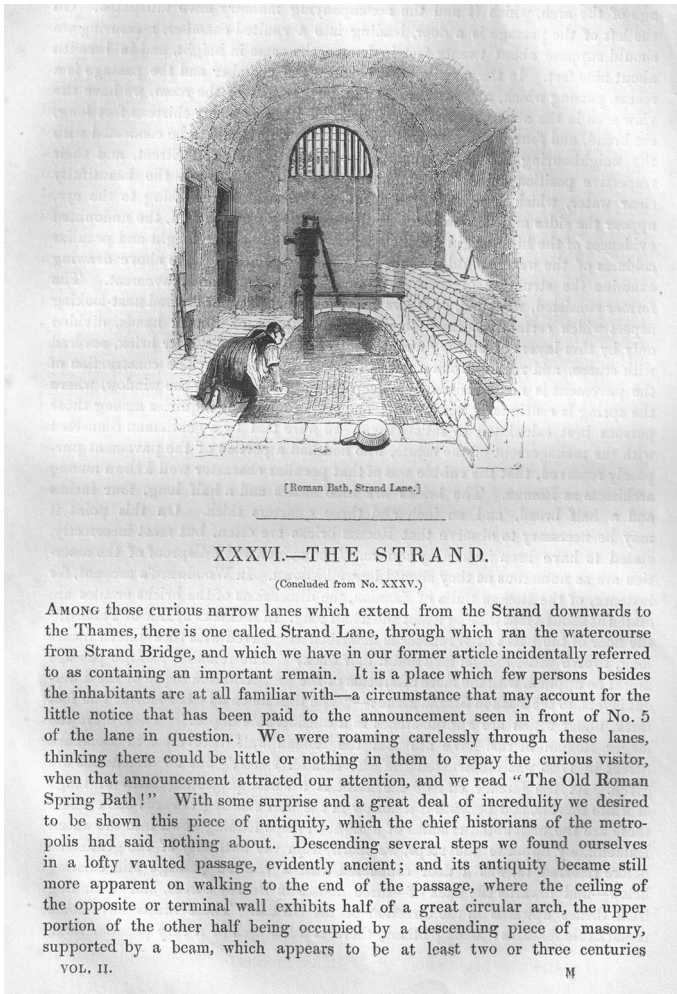 [Roman Bath, Strand Lane.]
XXXVI.—THE STRAND.
(Concluded from No. XXXV.)
Among those curious narrow lanes which extend from the Strand downwards to
the Thames, there is one called Strand Lane, through which ran the watercourse
from Strand Bridge, and which we have in our former article incidentally referred
to as containing an important remain. It is a place which few persons besides
the inhabitants are at all familiar with—a circumstance that may account for the
little notice that has been paid to the announcement seen in front of No. 5
of the lane in question. We were roaming carelessly through these lanes,
thinking there could be little or nothing in them to repay the curious visitor,
when that announcement attracted our attention, and we read “The Old Roman
Spring Bath!” With some surprise and a great deal of incredulity we desired
to be shown this piece of antiquity, which the chief historians of the metro-
polis had said nothing about. Descending several steps we found ourselves
in a lofty vaulted passage, evidently ancient; and its antiquity became still
more apparent on walking to the end of the passage, where the ceiling of
the opposite or terminal wall exhibits half of a great circular arch, the upper
portion of the other half being occupied by a descending piece of masonry,
supported by a beam, which appears to be at least two or three centuries
VOL. II.
M